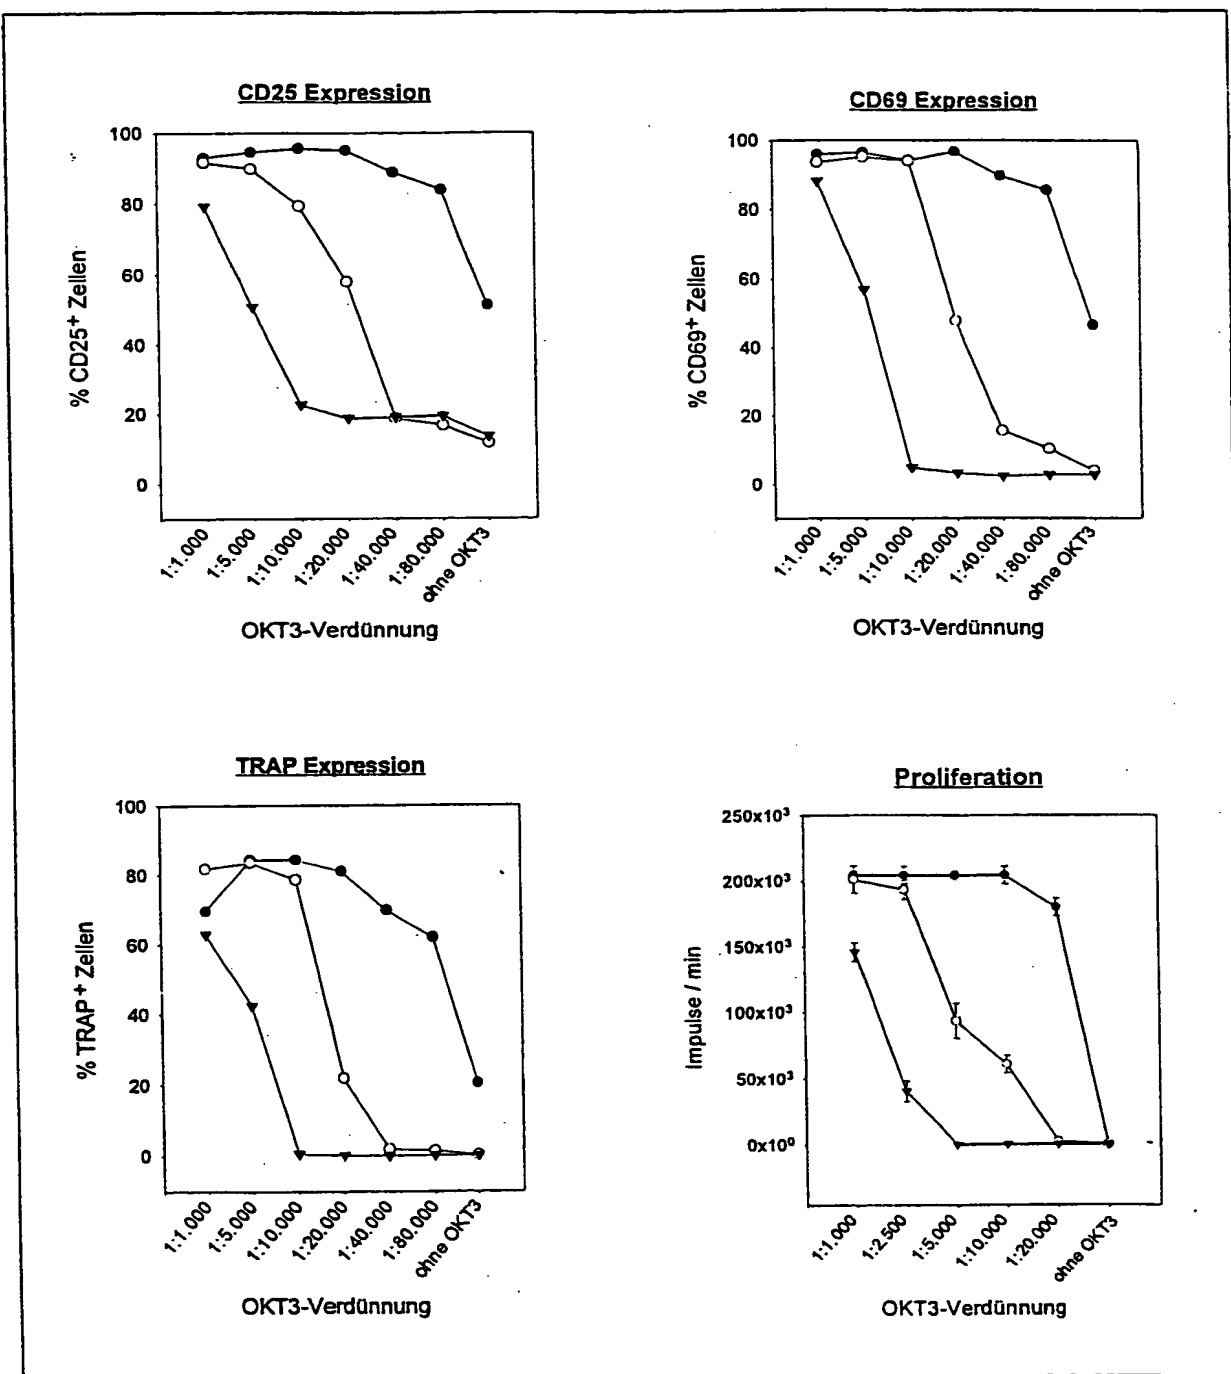 CD25 Expression
100
80
60
40
20
0
% CD25⁺ Zellen
1:1.000
1:5.000
1:10.000
1:20.000
1:40.000
1:80.000
ohne OKT3
OKT3-Verdünnung
CD69 Expression
100
80
60
40
20
0
% CD69⁺ Zellen
1:1.000
1:5.000
1:10.000
1:20.000
1:40.000
1:80.000
ohne OKT3
OKT3-Verdünnung
TRAP Expression
100
80
60
40
20
0
% TRAP⁺ Zellen
1:1.000
1:5.000
1:10.000
1:20.000
1:40.000
1:80.000
ohne OKT3
OKT3-Verdünnung
Proliferation
250x10³
200x10³
150x10³
100x10³
50x10³
0x10⁰
Impulse / min
1:1.000
1:2.500
1:5.000
1:10.000
1:20.000
ohne OKT3
OKT3-Verdünnung